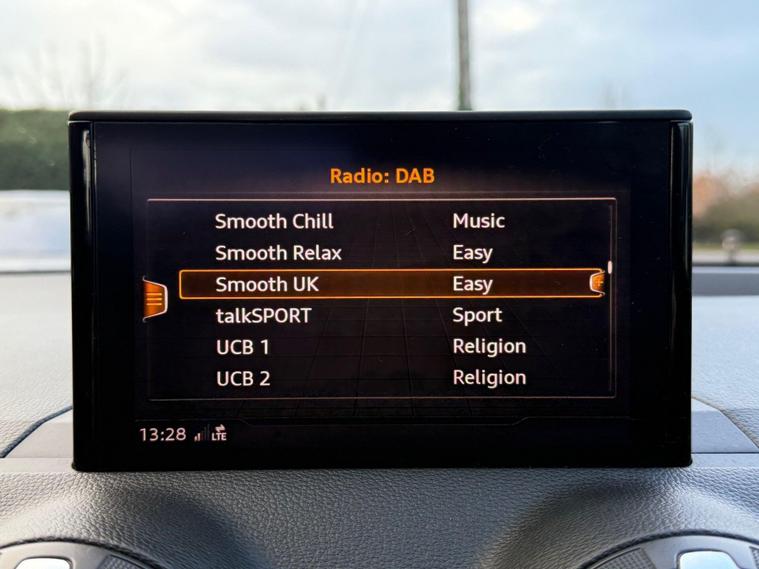 Radio: DAB
Smooth Chill Music
Smooth Relax Easy
Smooth UK Easy
talkSPORT Sport
UCB 1 Religion
UCB 2 Religion
13:28 LTE